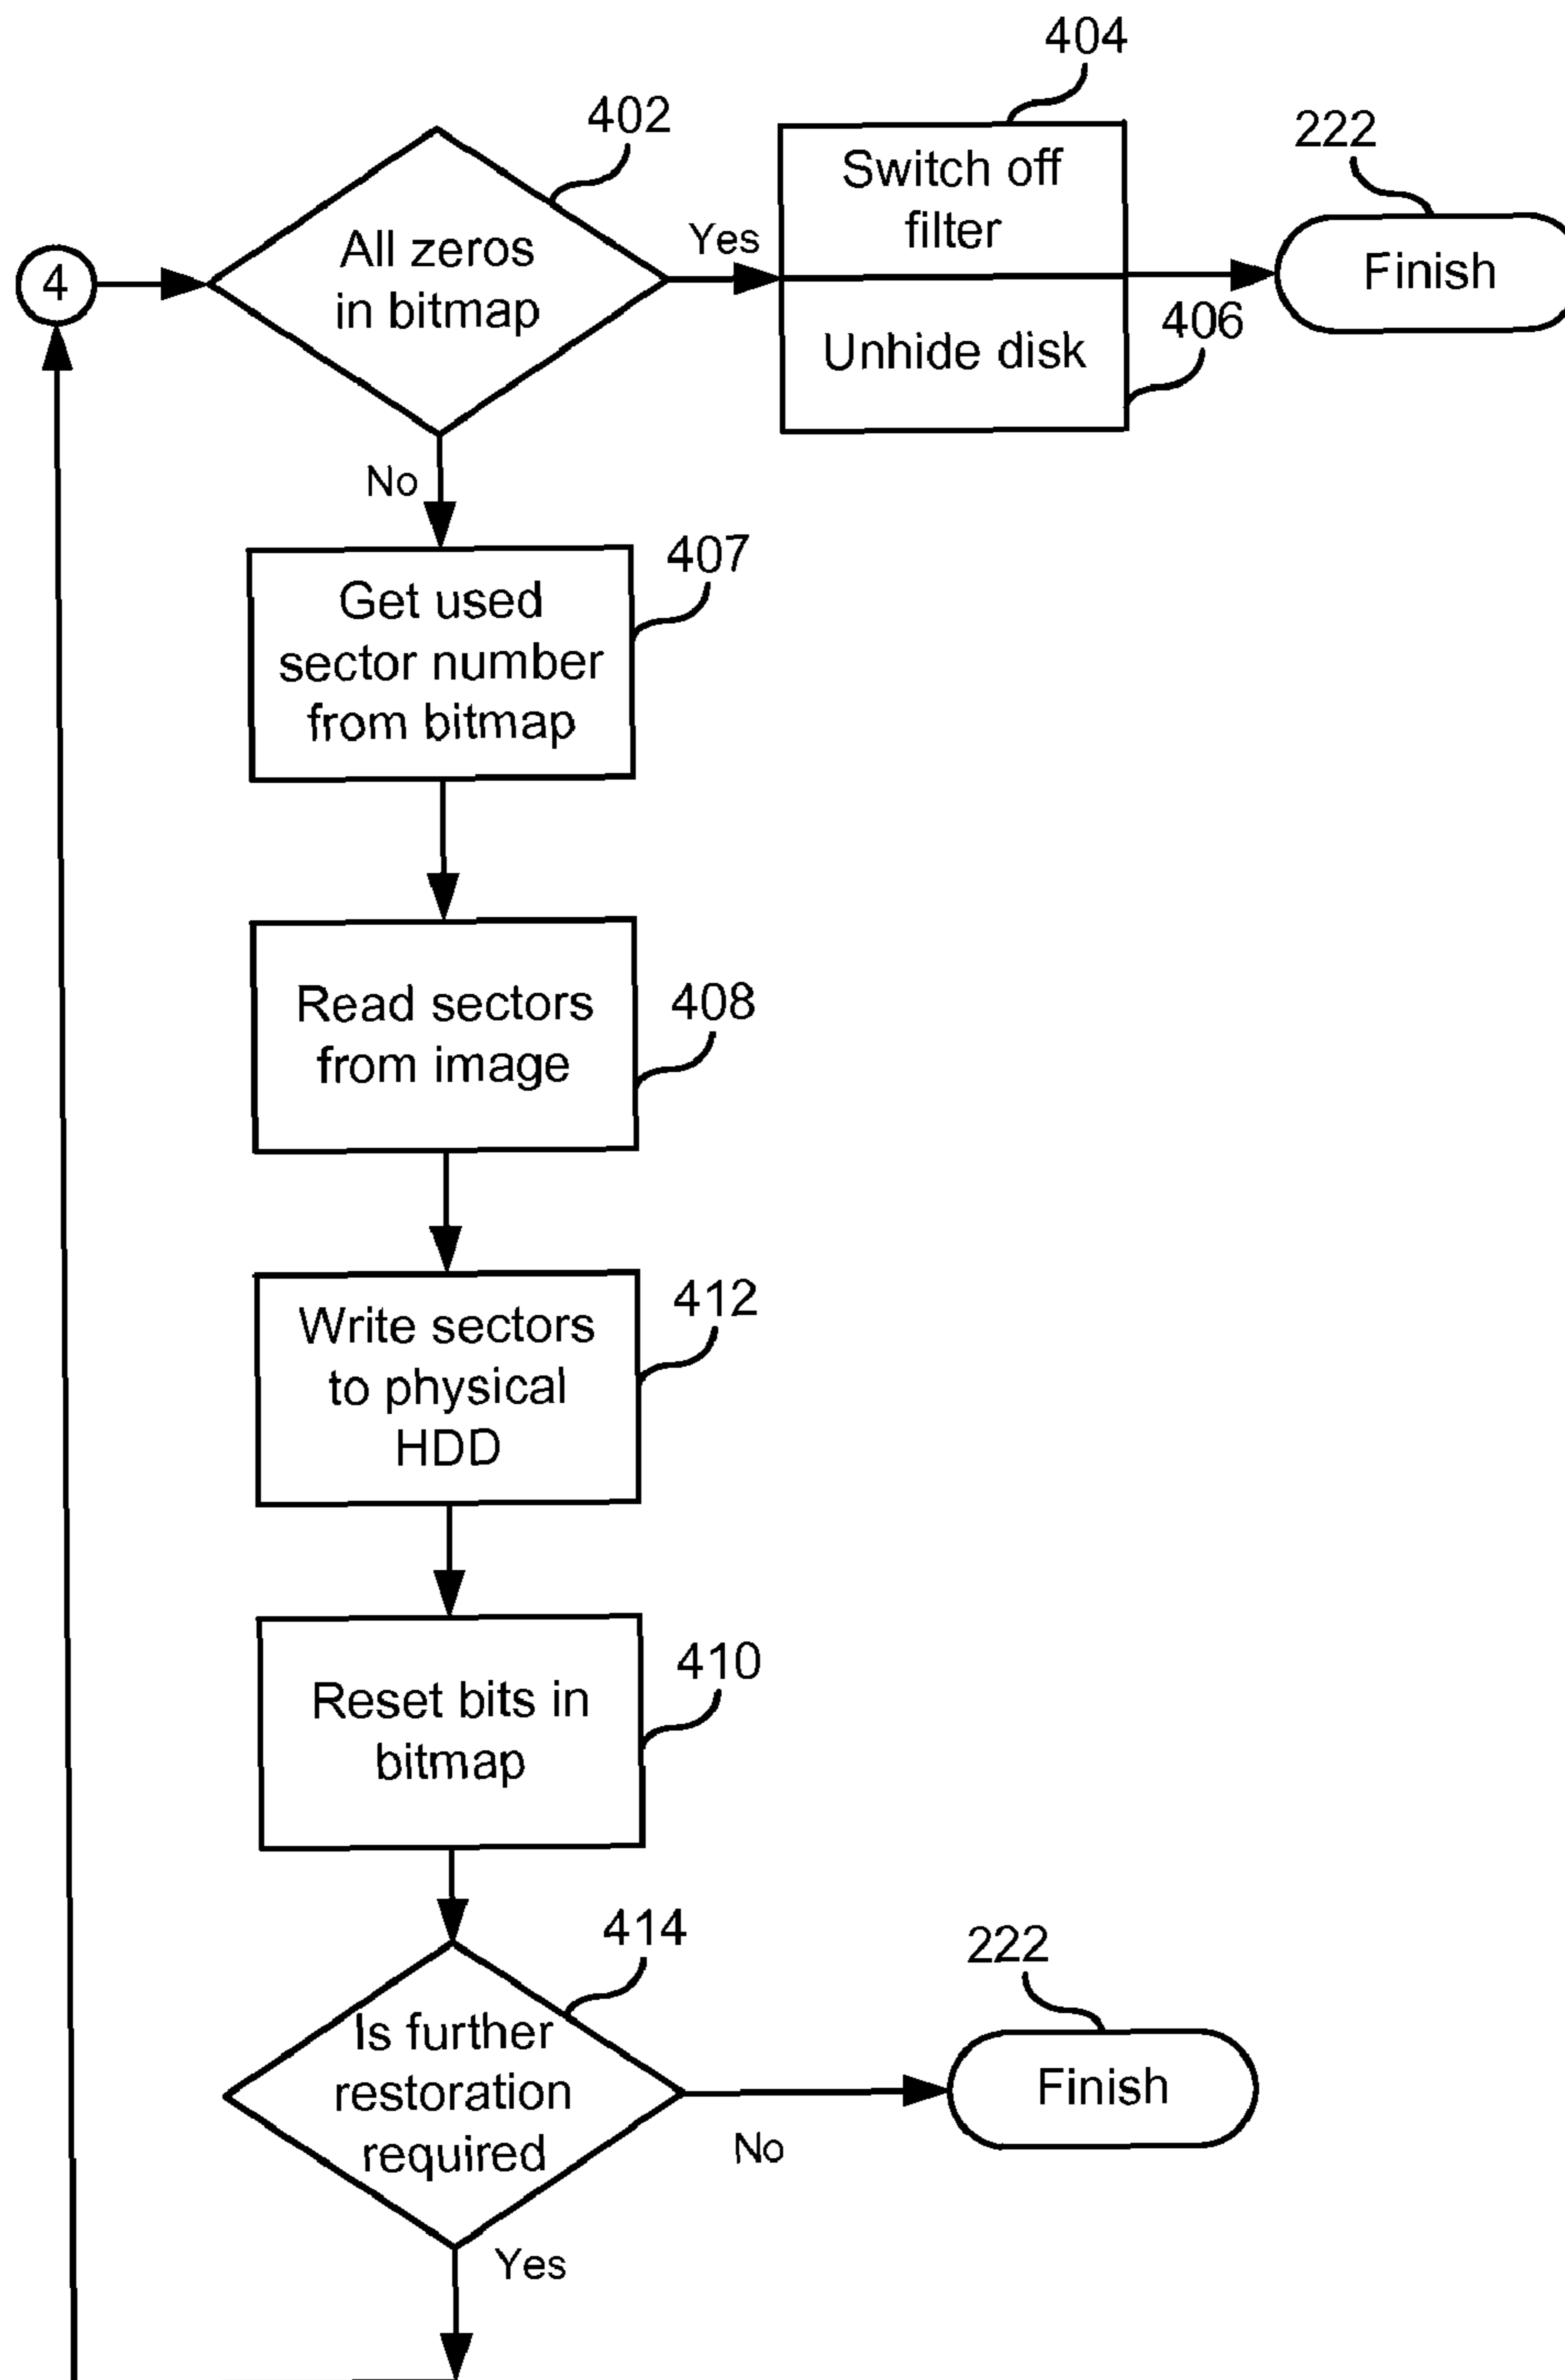 404
402
222
Switch off
filter
All zeros
in bitmap
Yes
4
Finish
406
Unhide disk
No
407
Get used
sector number
from bitmap
408
Read sectors
from image
412
Write sectors
to physical
HDD
410
Reset bits in
bitmap
414
222
Is further
restoration
required
Finish
No
Yes